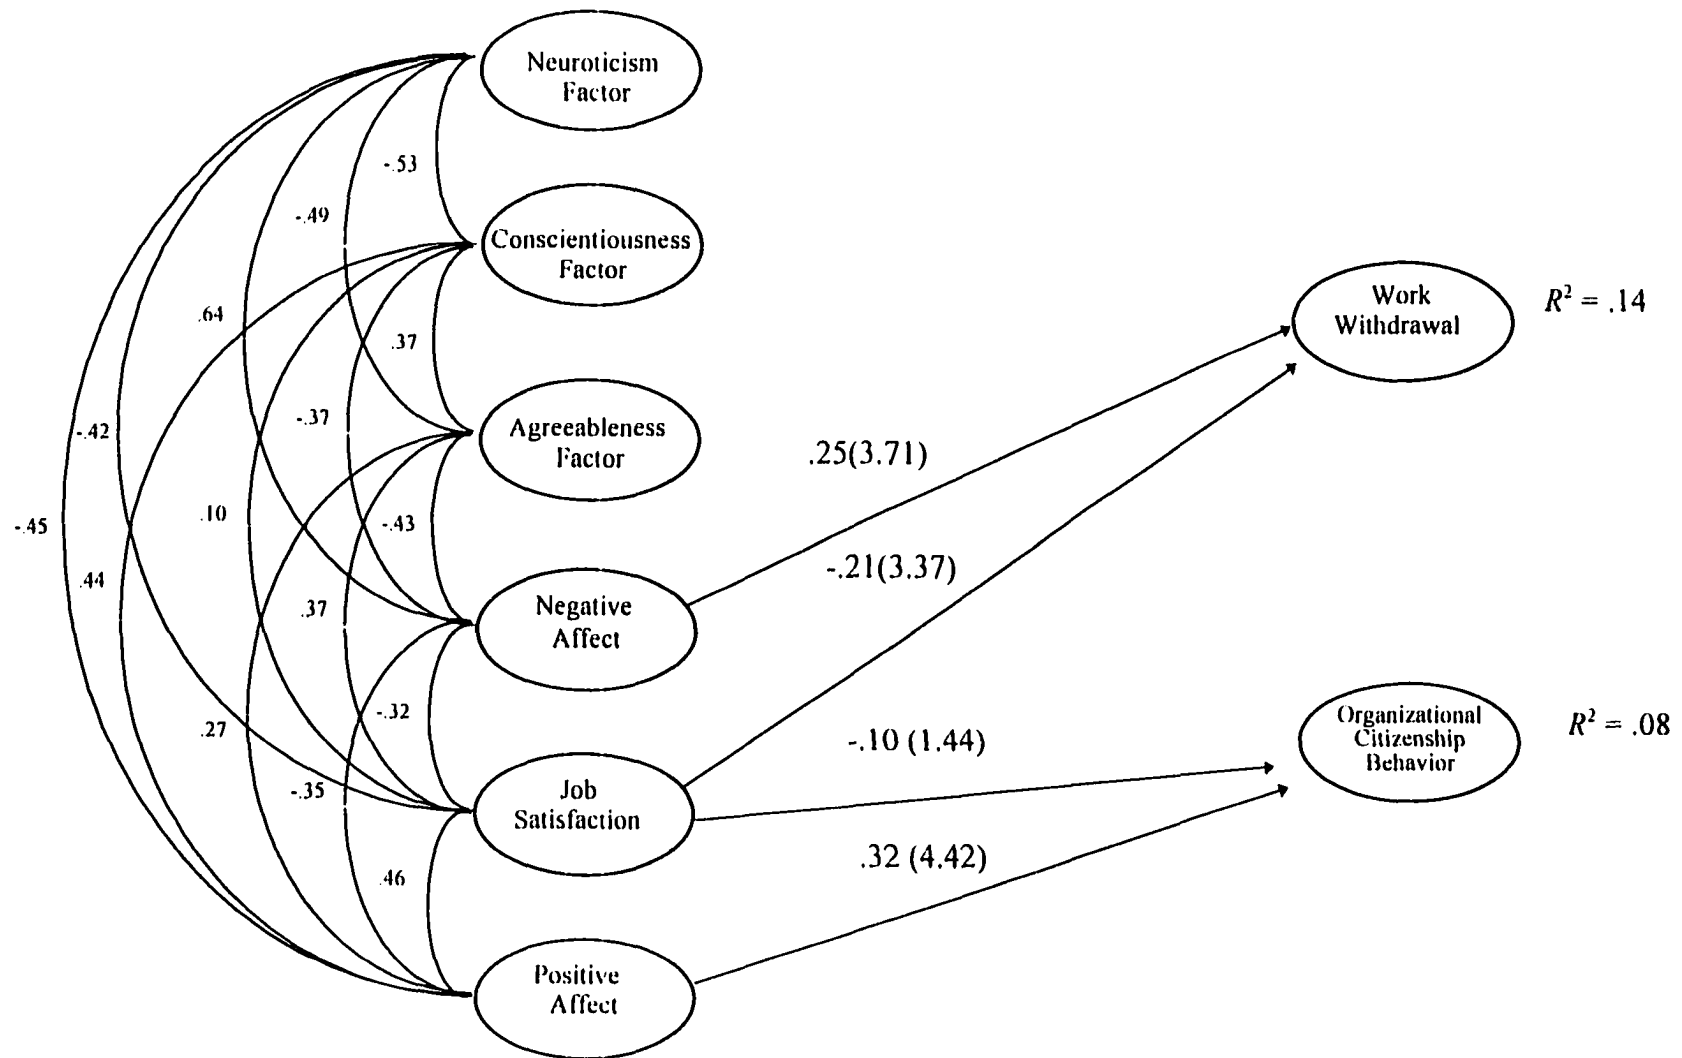 Neuroticism
Factor
-.53
-.49
Conscientiousness
Factor
.64
.37
Work
Withdrawal
R² = .14
-.37
-.42
Agreeableness
Factor
.25(3.71)
-.45
.10
-.43
-.21(3.37)
.44
.37
Negative
Affect
.27
-.32
-.10 (1.44)
Organizational
Citizenship
Behavior
R² = .08
-.35
Job
Satisfaction
.32 (4.42)
.46
Positive
Affect